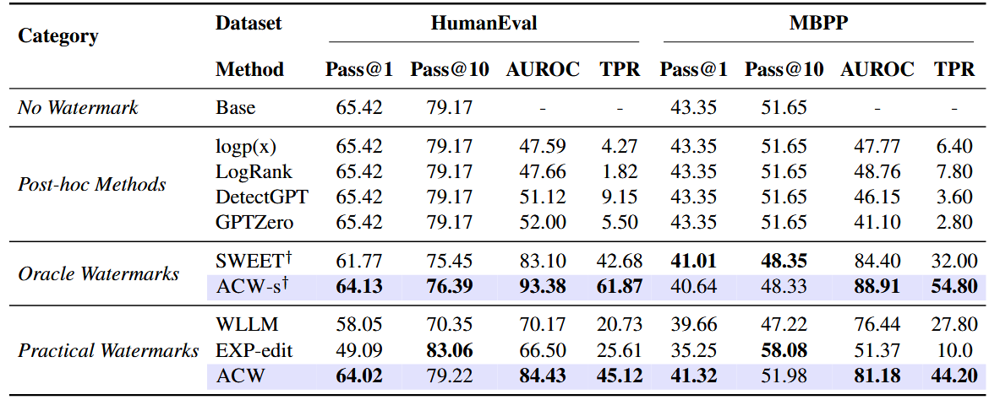 Category Dataset HumanEval MBPP
Method Pass@1 Pass@10 AUROC TPR Pass@1 Pass@10 AUROC TPR
No Watermark Base 65.42 79.17 - - 43.35 51.65 - -
Post-hoc Methods logp(x) 65.42 79.17 47.59 4.27 43.35 51.65 47.77 6.40
LogRank 65.42 79.17 47.66 1.82 43.35 51.65 48.76 7.80
DetectGPT 65.42 79.17 51.12 9.15 43.35 51.65 46.15 3.60
GPTZero 65.42 79.17 52.00 5.50 43.35 51.65 41.10 2.80
Oracle Watermarks SWEET† 61.77 75.45 83.10 42.68 41.01 48.35 84.40 32.00
ACW-s† 64.13 76.39 93.38 61.87 40.64 48.33 88.91 54.80
Practical Watermarks WLLM 58.05 70.35 70.17 20.73 39.66 47.22 76.44 27.80
EXP-edit 49.09 83.06 66.50 25.61 35.25 58.08 51.37 10.0
ACW 64.02 79.22 84.43 45.12 41.32 51.98 81.18 44.20